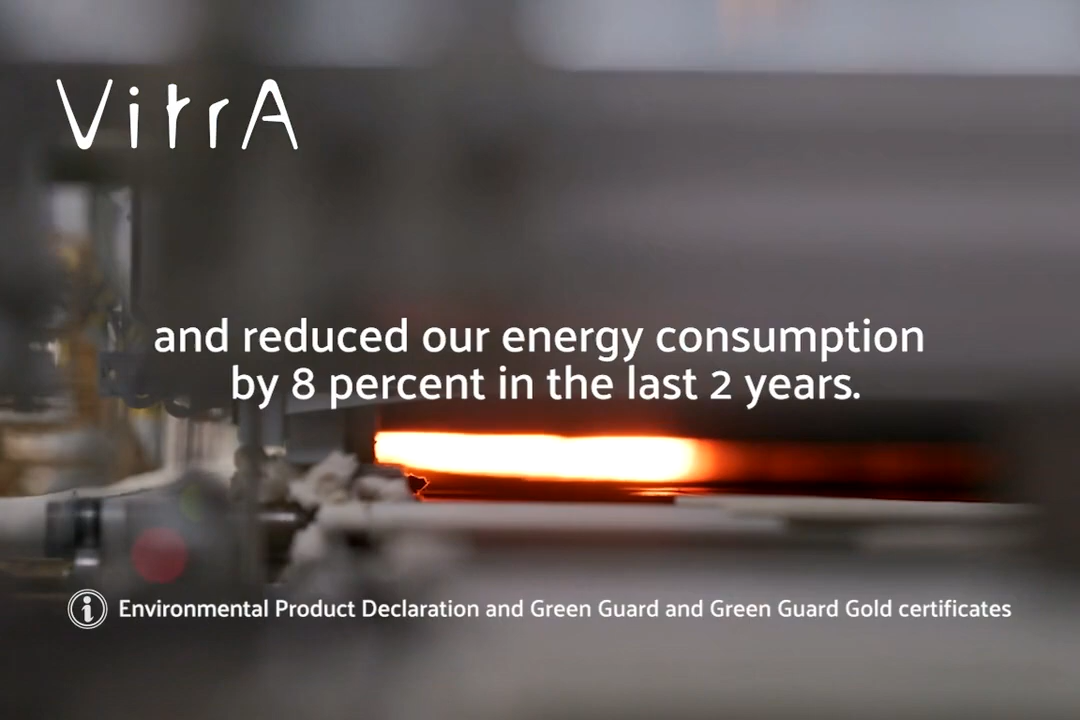 VitrA
and reduced our energy consumption
by 8 percent in the last 2 years.
Environmental Product Declaration and Green Guard and Green Guard Gold certificates